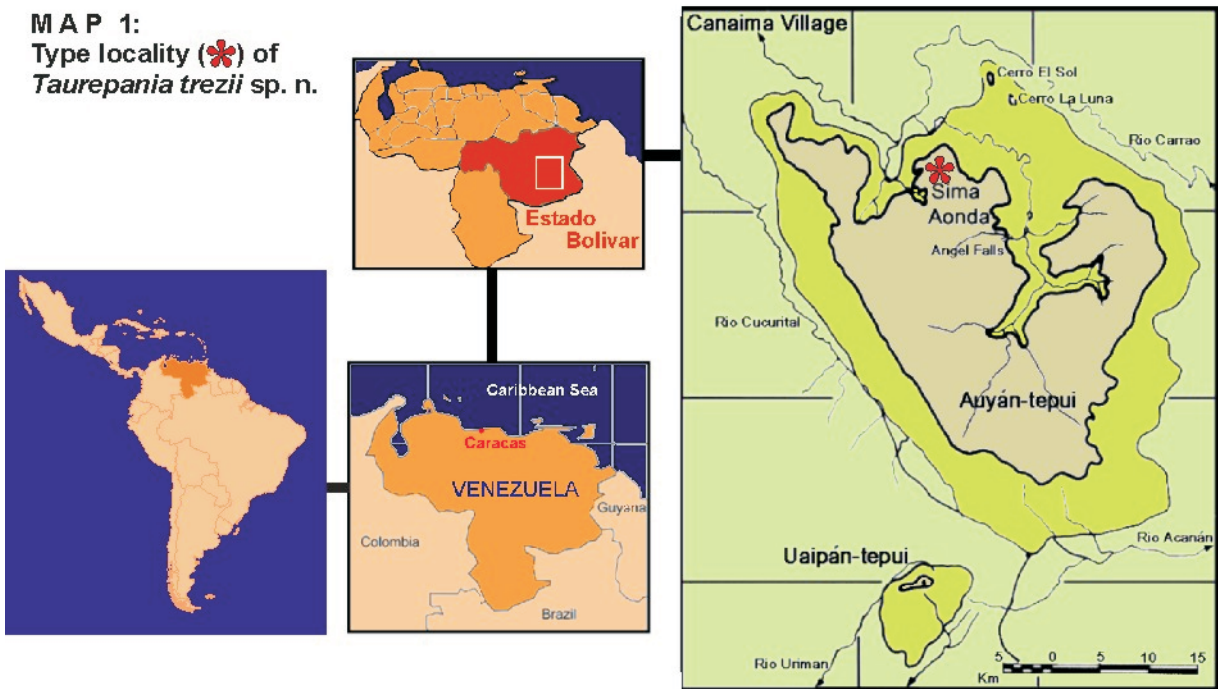 MAP 1:
Type locality (*) of
Taurepania trezii sp. n.
Estado
Bolivar
Caribbean Sea
Caracas
VENEZUELA
Guyana
Colombia
Brazil
Canaima Village
Cerro El Sol
Cerro La Luna
Rio Carrao
Sima
Aonda
Angel Falls
Rio Cucurital
Auyán-tepui
Rio Acanán
Uaipán-tepui
Rio Uriman
5 0 5 10 15
Km